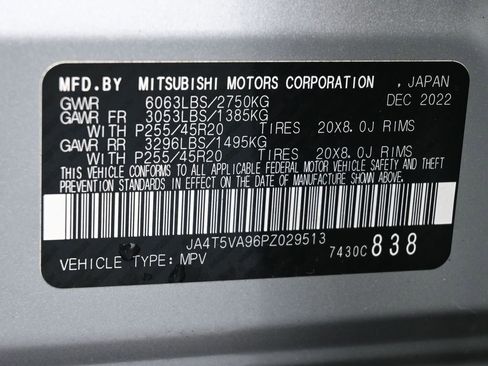 MFD.BY MITSUBISHI MOTORS CORPORATION , JAPAN
GVWR 6063LBS/2750KG DEC 2022
GAWR FR 3053LBS/1385KG
WITH P255/45R20 TIRES 20X8.0J RIMS
GAWR RR 3296LBS/1495KG
WITH P255/45R20 TIRES 20X8.0J RIMS
THIS VEHICLE CONFORMS TO ALL APPLICABLE FEDERAL MOTOR VEHICLE SAFETY AND THEFT
PREVENTION STANDARDS IN EFFECT ON THE DATE OF MANUFACTURE SHOWN ABOVE.
JA4T5VA96PZ029513
VEHICLE TYPE: MPV 7430C 838